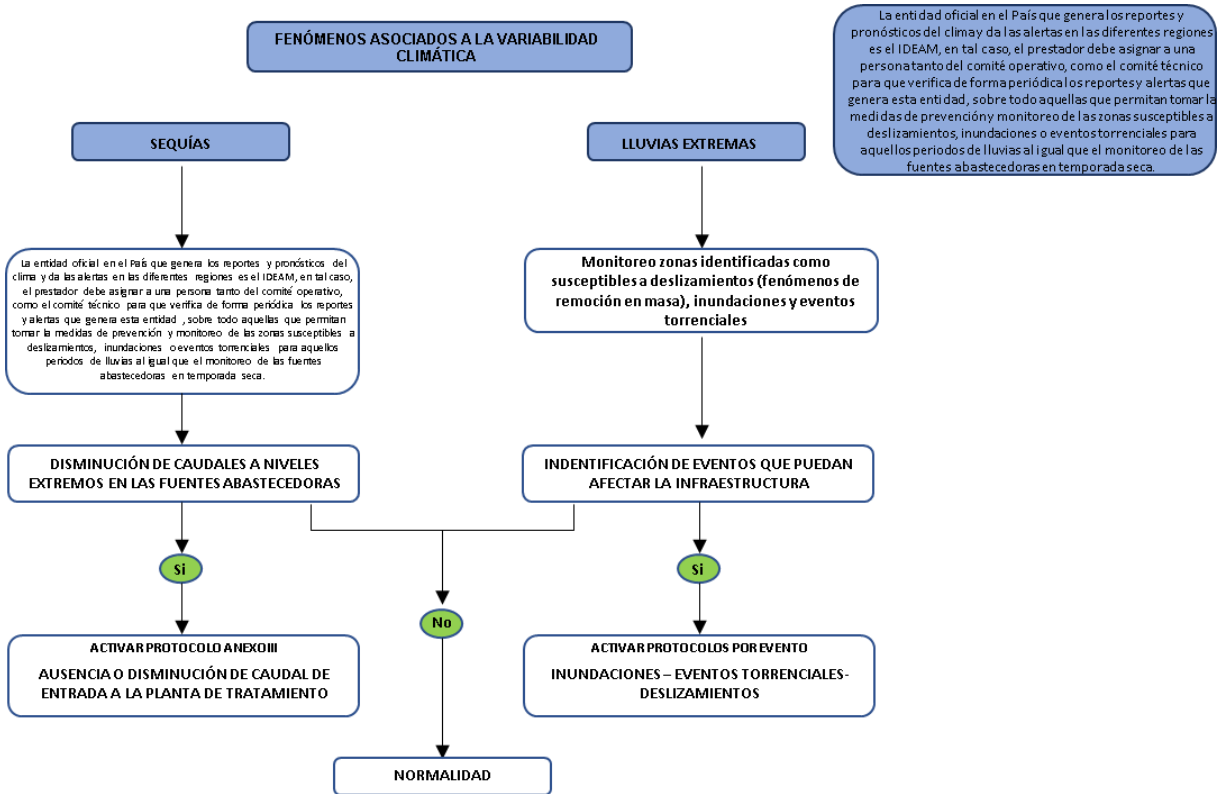 FENÓMENOS ASOCIADOS A LA VARIABILIDAD
CLIMÁTICA
La entidad oficial en el País que genera los reportes y
pronósticos del clima y da las alertas en las diferentes regiones
es el IDEAM, en tal caso, el prestador debe asignar a una
persona tanto del comité operativo, como el comité técnico
para que verifica de forma periódica los reportes y alertas que
genera esta entidad, sobre todo aquellas que permitan tomar la
medidas de prevención y monitoreo de las zonas susceptibles a
deslizamientos, inundaciones o eventos torrenciales para
aquellos periodos de lluvias al igual que el monitoreo de las
fuentes abastecedoras en temporada seca.
SEQUÍAS
LLUVIAS EXTREMAS
La entidad oficial en el País que genera los reportes y pronósticos del
clima y da las alertas en las diferentes regiones es el IDEAM, en tal caso,
el prestador debe asignar a una persona tanto del comité operativo,
como el comité técnico para que verifica de forma periódica los reportes
y alertas que genera esta entidad , sobre todo aquellas que permitan
tomar la medidas de prevención y monitoreo de las zonas susceptibles a
deslizamientos, inundaciones o eventos torrenciales para aquellos
periodos de lluvias al igual que el monitoreo de las fuentes
abastecedoras en temporada seca.
Monitoreo zonas identificadas como
susceptibles a deslizamientos (fenómenos de
remoción en masa), inundaciones y eventos
torrenciales
DISMINUCIÓN DE CAUDALES A NIVELES
EXTREMOS EN LAS FUENTES ABASTECEDORAS
INDENTIFICACIÓN DE EVENTOS QUE PUEDAN
AFECTAR LA INFRAESTRUCTURA
Si
Si
No
ACTIVAR PROTOCOLO ANEXO III
AUSENCIA O DISMINUCIÓN DE CAUDAL DE
ENTRADA A LA PLANTA DE TRATAMIENTO
ACTIVAR PROTOCOLOS POR EVENTO
INUNDACIONES – EVENTOS TORRENCIALES-
DESLIZAMIENTOS
NORMALIDAD